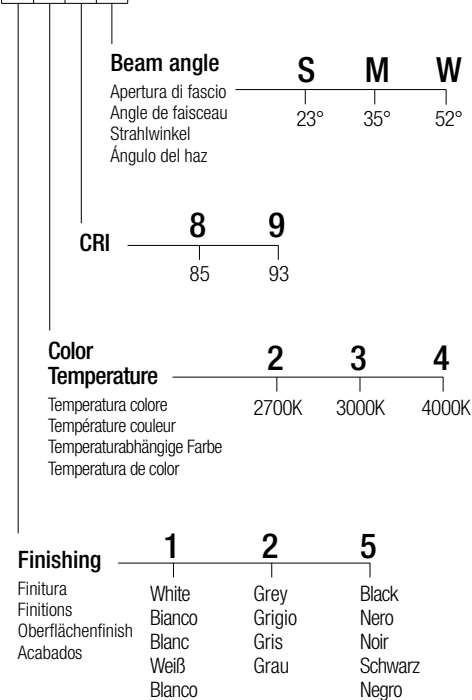 Beam angle
Apertura di fascio
Angle de faisceau
Strahlwinkel
Ángulo del haz
S M W
23° 35° 52°
CRI
8 9
85 93
Color
Temperature
Temperatura colore
Température couleur
Temperaturabhängige Farbe
Temperatura de color
2 3 4
2700K 3000K 4000K
Finishing
Finitura
Finitions
Oberflächenfinish
Acabados
1 2 5
White Grey Black
Bianco Grigio Nero
Blanc Gris Noir
Weiß Grau Schwarz
Blanco Negro